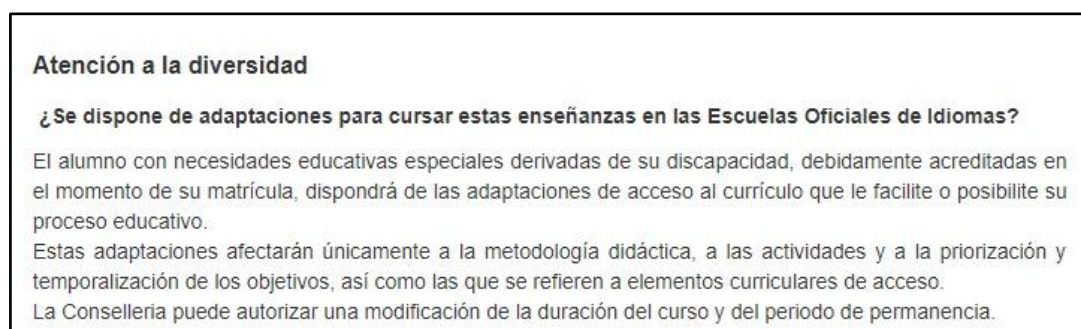 Atención a la diversidad
¿Se dispone de adaptaciones para cursar estas enseñanzas en las Escuelas Oficiales de Idiomas?
El alumno con necesidades educativas especiales derivadas de su discapacidad, debidamente acreditadas en
el momento de su matrícula, dispondrá de las adaptaciones de acceso al currículo que le facilite o posibilite su
proceso educativo.
Estas adaptaciones afectarán únicamente a la metodología didáctica, a las actividades y a la priorización y
temporalización de los objetivos, así como las que se refieren a elementos curriculares de acceso.
La Conselleria puede autorizar una modificación de la duración del curso y del periodo de permanencia.